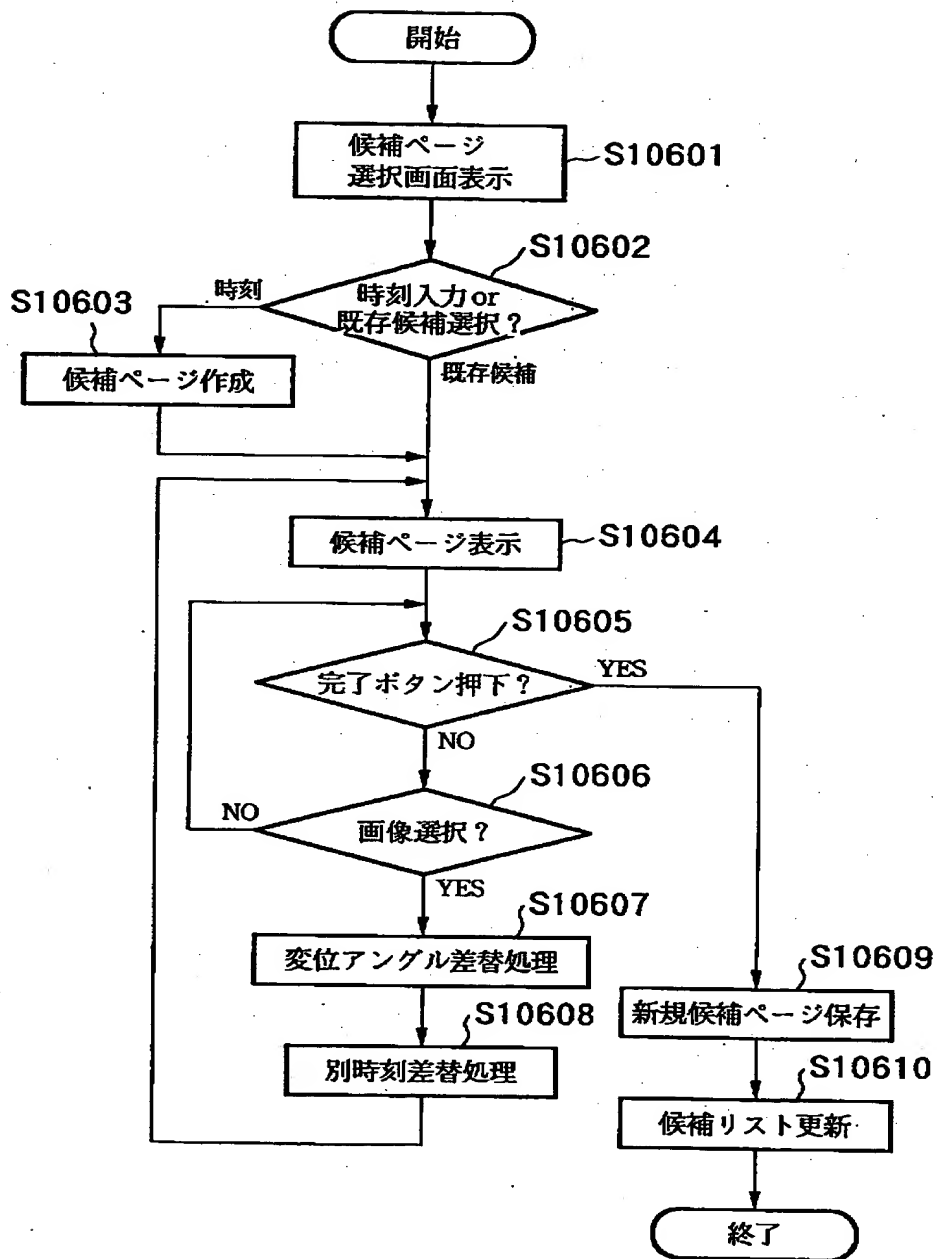 開始
候補ページ
選択画面表示
S10601
S10602
時刻入力or
既存候補選択？
時刻
S10603
候補ページ作成
既存候補
候補ページ表示
S10604
S10605
完了ボタン押下？
YES
NO
S10606
画像選択？
NO
YES
S10607
変位アングル差替処理
S10608
別時刻差替処理
S10609
新規候補ページ保存
S10610
候補リスト更新
終了